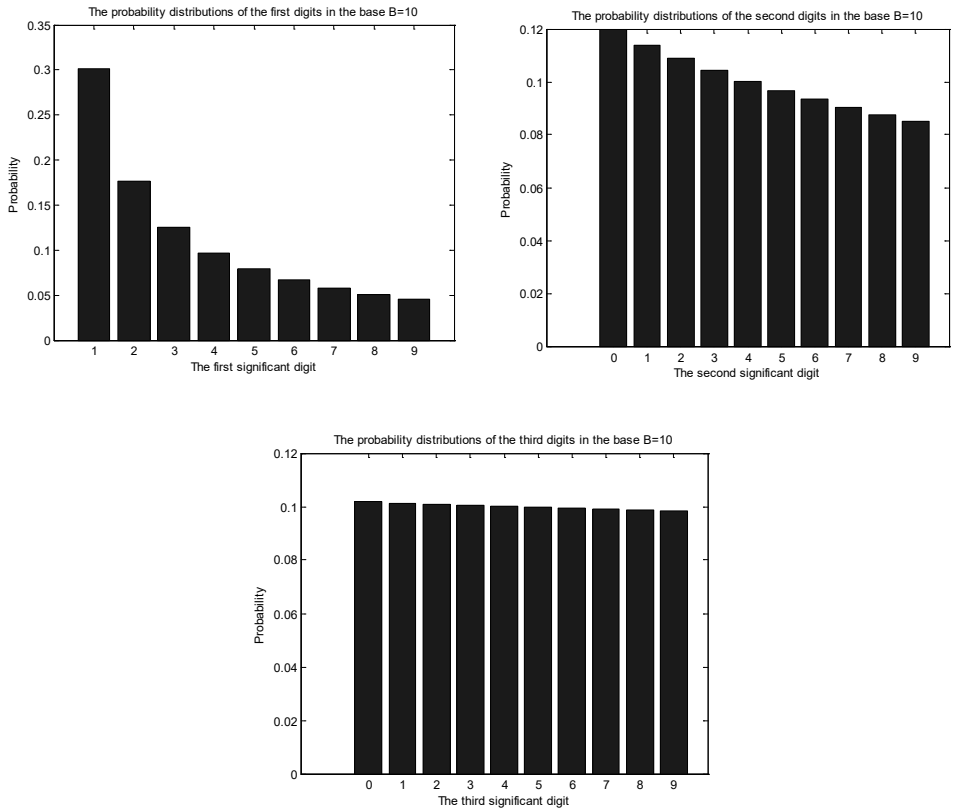 The probability distributions of the first digits in the base B=10
0.35
0.3
0.25
0.2
0.15
0.1
0.05
0
Probability
1 2 3 4 5 6 7 8 9
The first significant digit
The probability distributions of the second digits in the base B=10
0.12
0.1
0.08
0.06
0.04
0.02
0
Probability
0 1 2 3 4 5 6 7 8 9
The second significant digit
The probability distributions of the third digits in the base B=10
0.12
0.1
0.08
0.06
0.04
0.02
0
Probability
0 1 2 3 4 5 6 7 8 9
The third significant digit